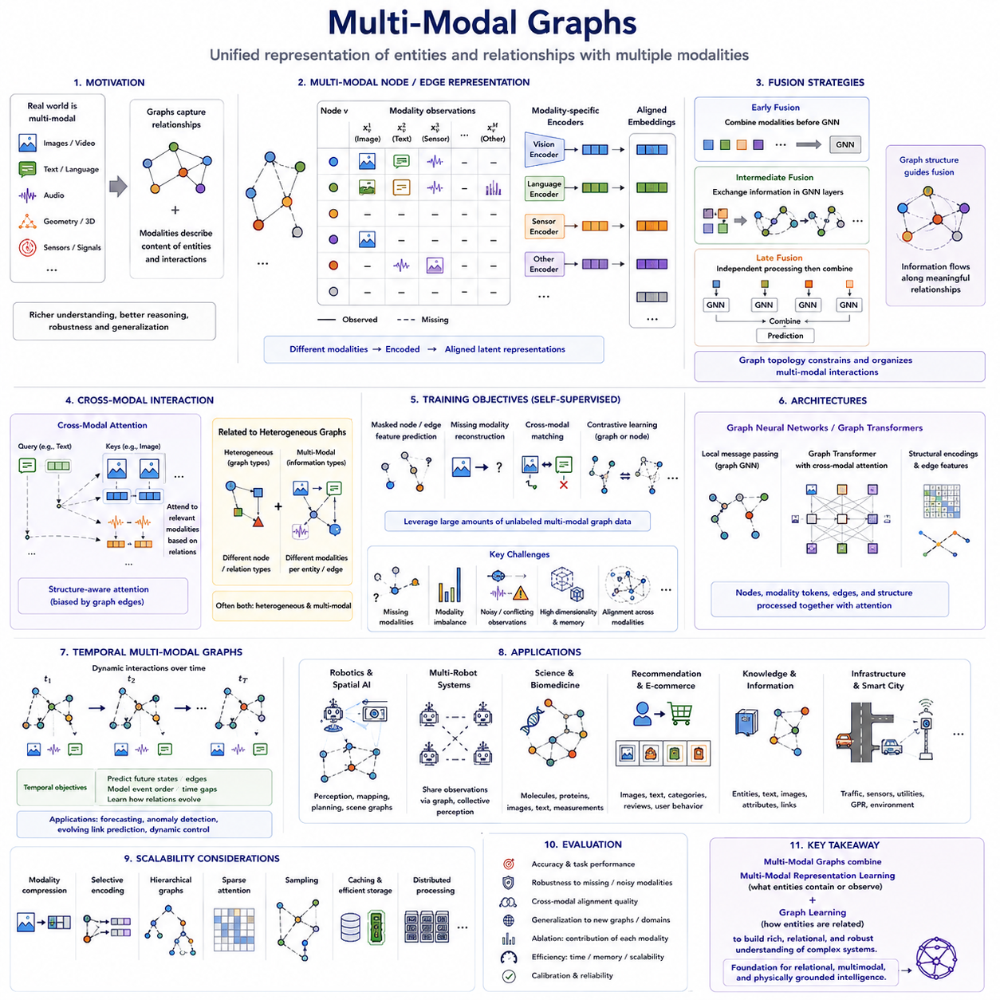 Multi-Modal Graphs
Unified representation of entities and relationships with multiple modalities
1. MOTIVATION
Real world is
multi-modal
Images / Video
Text / Language
Audio
Geometry / 3D
Sensors / Signals
...
Graphs capture
relationships
+
Modalities describe
content of entities
and interactions
Richer understanding, better reasoning,
robustness and generalization
2. MULTI-MODAL NODE / EDGE REPRESENTATION
...
Node v
Modality observations
x_v^1
(Image)
x_v^2
(Text)
x_v^3
(Sensor)
...
x_v^M
(Other)
Observed
Missing
Modality-specific
Encoders
Vision
Encoder
Language
Encoder
Sensor
Encoder
Other
Encoder
...
Aligned
Embeddings
...
Different modalities → Encoded → Aligned latent representations
3. FUSION STRATEGIES
Early Fusion
Combine modalities before GNN
...
GNN
Intermediate Fusion
Exchange information in GNN layers
...
Late Fusion
Independent processing then combine
GNN GNN GNN GNN
Combine
Prediction
Graph structure
guides fusion
Information flows
along meaningful
relationships
Graph topology constrains and organizes
multi-modal interactions
4. CROSS-MODAL INTERACTION
Cross-Modal Attention
Query (e.g., Text)
Keys (e.g., Image)
...
Attend to
relevant
modalities
based on
relations
...
...
Structure-aware attention
(biased by graph edges)
Related to Heterogeneous Graphs
Heterogeneous
(graph types)
Multi-Modal
(information types)
+
Different node
/ relation types
Different modalities
per entity / edge
Often both: heterogeneous & multi-modal
5. TRAINING OBJECTIVES (SELF-SUPERVISED)
Masked node / edge
feature prediction
?
Missing modality
reconstruction
?
Cross-modal
matching
Contrastive learning
(graph or node)
...
Leverage large amounts of unlabeled multi-modal graph data
Key Challenges
?
?
Missing
modalities
Modality
imbalance
Noisy / conflicting
observations
High dimensionality
& memory
Alignment across
modalities
...
6. ARCHITECTURES
Graph Neural Networks / Graph Transformers
Local message passing
(graph GNN)
Graph Transformer
with cross-modal attention
Structural encodings
& edge features
Nodes, modality tokens, edges, and structure
processed together with attention
7. TEMPORAL MULTI-MODAL GRAPHS
Dynamic interactions over time
t_1
t_2
...
t_T
Temporal objectives
Predict future states / edges
Model event order / time gaps
Learn how relations evolve
Applications: forecasting, anomaly detection,
evolving link prediction, dynamic control
8. APPLICATIONS
Robotics &
Spatial AI
Perception, mapping,
planning, scene graphs
Multi-Robot
Systems
Share observations
via graph, collective
perception
Science &
Biomedicine
Molecules, proteins,
images, text, measurements
Recommendation
& E-commerce
Images, text, categories,
reviews, user behavior
Knowledge &
Information
Entities, text, images,
attributes, links
Infrastructure
& Smart City
Traffic, sensors, utilities,
GPR, environment
...
9. SCALABILITY CONSIDERATIONS
Modality
compression
Selective
encoding
Hierarchical
graphs
Sparse
attention
Sampling
Caching &
efficient storage
Distributed
processing
...
10. EVALUATION
Accuracy & task performance
Robustness to missing / noisy modalities
Cross-modal alignment quality
Generalization to new graphs / domains
Ablation: contribution of each modality
Efficiency: time / memory / scalability
Calibration & reliability
11. KEY TAKEAWAY
Multi-Modal Graphs combine
Multi-Modal Representation Learning
(what entities contain or observe)
+
Graph Learning
(how entities are related)
to build rich, relational, and robust
understanding of complex systems.
Foundation for relational, multimodal,
and physically grounded intelligence.